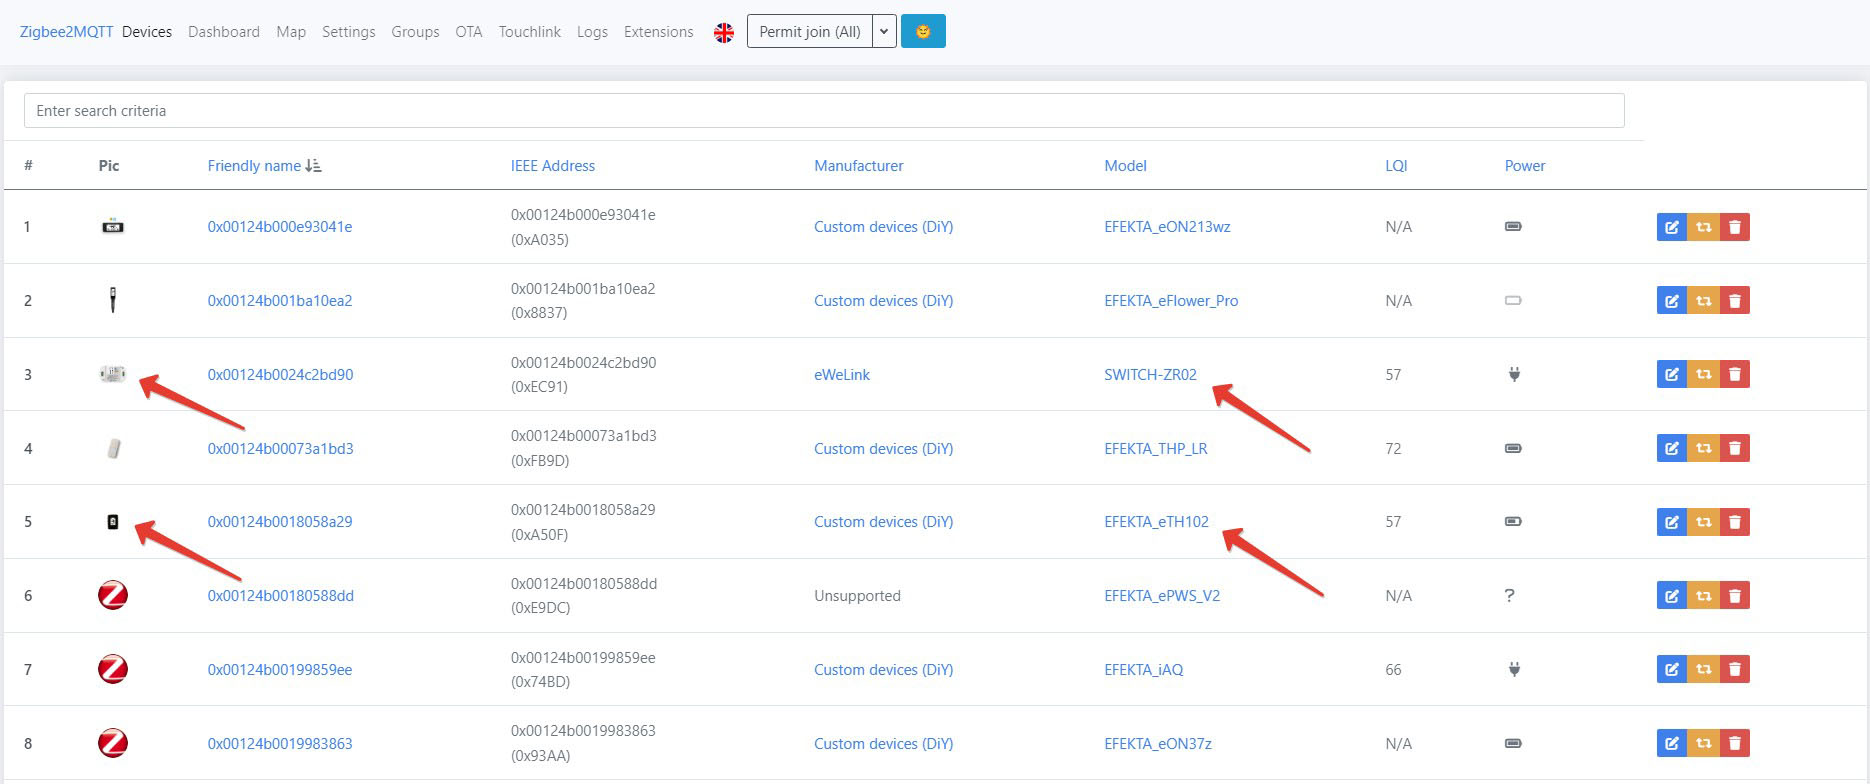 Zigbee2MQTT Devices Dashboard Map Settings Groups OTA Touchlink Logs Extensions Permit join (All)
Enter search criteria
# Pic Friendly name IEEE Address Manufacturer Model LQI Power
1 0x00124b000e93041e 0x00124b000e93041e Custom devices (DiY) EFEKTA_eON213wz N/A
(0xA035)
2 0x00124b001ba10ea2 0x00124b001ba10ea2 Custom devices (DiY) EFEKTA_eFlower_Pro N/A
(0x8837)
3 0x00124b0024c2bd90 0x00124b0024c2bd90 eWeLink SWITCH-ZR02 57
(0xEC91)
4 0x00124b00073a1bd3 0x00124b00073a1bd3 Custom devices (DiY) EFEKTA_THP_LR 72
(0xFB9D)
5 0x00124b0018058a29 0x00124b0018058a29 Custom devices (DiY) EFEKTA_eTH102 57
(0xA50F)
6 0x00124b00180588dd 0x00124b00180588dd Unsupported EFEKTA_ePWS_V2 N/A ?
(0xE9DC)
7 0x00124b00199859ee 0x00124b00199859ee Custom devices (DiY) EFEKTA_iAQ 66
(0x74BD)
8 0x00124b0019983863 0x00124b0019983863 Custom devices (DiY) EFEKTA_eON37z N/A
(0x93AA)